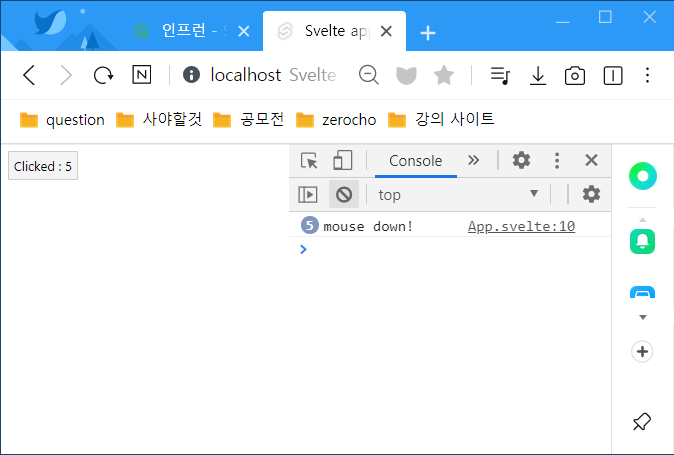 인프런 -
Svelte app
localhost Svelte
question 사야할것 공모전 zerocho 강의 사이트
Clicked : 5
Console
top
5 mouse down! App.svelte:10